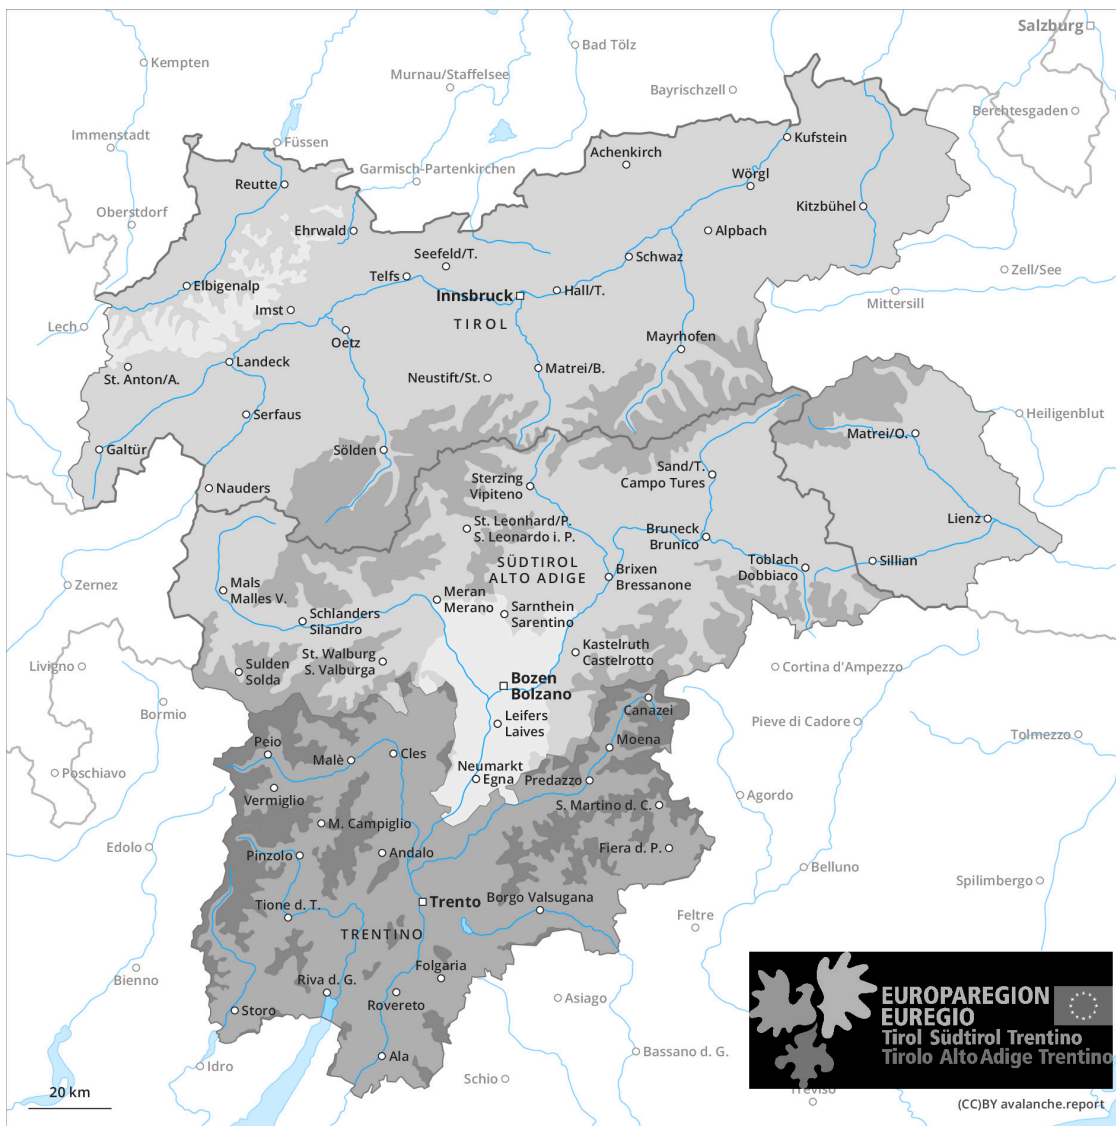 Salzburg
Bad Tölz
Kempten
Murnau/Staffelsee
Bayrischzell
Berchtesgaden
Immenstadt
Füssen
Kufstein
Achenkirch
Garmisch-Partenkirchen
Wörgl
Reutte
Oberstdorf
Kitzbühel
Ehrwald
Alpbach
Seefeld/T.
Schwaz
Telfs
Zell/See
Elbigenalp
Hall/T.
Innsbruck
Mittersill
Imst
TIROL
Lech
Oetz
Mayrhofen
Landeck
Matrei/B.
St. Anton/A.
Neustift/St.
Serfaus
Heiligenblut
Matrei/O.
Galtür
Sölden
Sand/T.
Campo Tures
Sterzing
Vipiteno
Nauders
St. Leonhard/P.
S. Leonardo i. P.
Lienz
Bruneck
Brunico
SÜDTIROL
ALTO ADIGE
Toblach
Dobbiaco
Sillian
Brixen
Bressanone
Zernez
Mals
Malles V.
Meran
Merano
Sarnthein
Sarentino
Schlanders
Silandro
Kastelruth
Castelrotto
St. Walburg
S. Valburga
Livigno
Sulden
Solda
Cortina d'Ampezzo
Bozen
Bolzano
Canazei
Bormio
Leifers
Laives
Pieve di Cadore
Tolmezzo
Peio
Moena
Malè
Cles
Neumarkt
Egna
Poschiavo
Predazzo
Vermiglio
Agordo
S. Martino d. C.
M. Campiglio
Edolo
Fiera d. P.
Pinzolo
Andalo
Belluno
Spilimbergo
Trento
Borgo Valsugana
Tione d. T.
Feltre
TRENTINO
Folgaria
Bienno
Riva d. G.
Asiago
Rovereto
Storo
EUROPAREGION
EUREGIO
Tirol Südtirol Trentino
Tirolo Alto Adige Trentino
Ala
Bassano d. G.
Idro
Schio
Treviso
20 km
(CC)BY avalanche.report